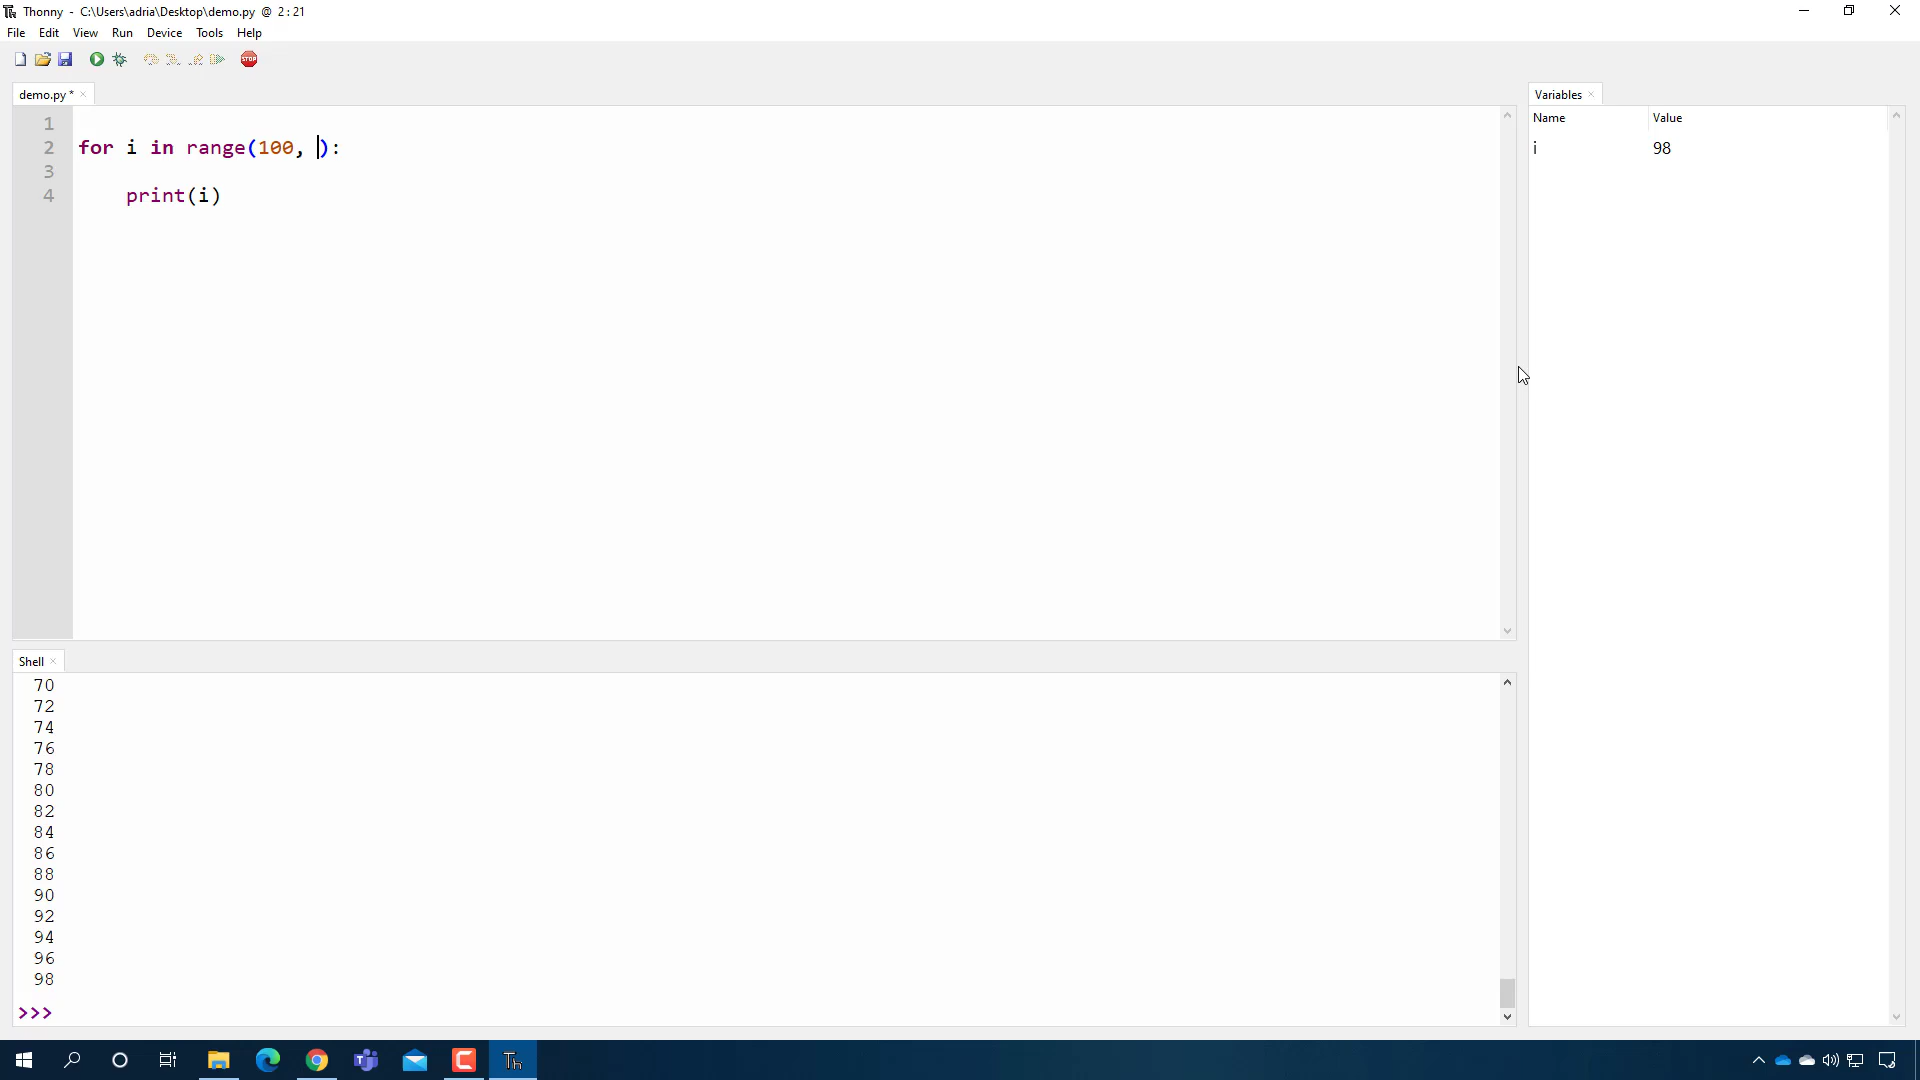 Thonny - C:\Users\adria\Desktop\demo.py @ 2:21
File Edit View Run Device Tools Help
STOP
demo.py *
1
2 for i in range(100, ):
3
4     print(i)
Variables
Name Value
i 98
Shell
70
72
74
76
78
80
82
84
86
88
90
92
94
96
98
>>>
Th